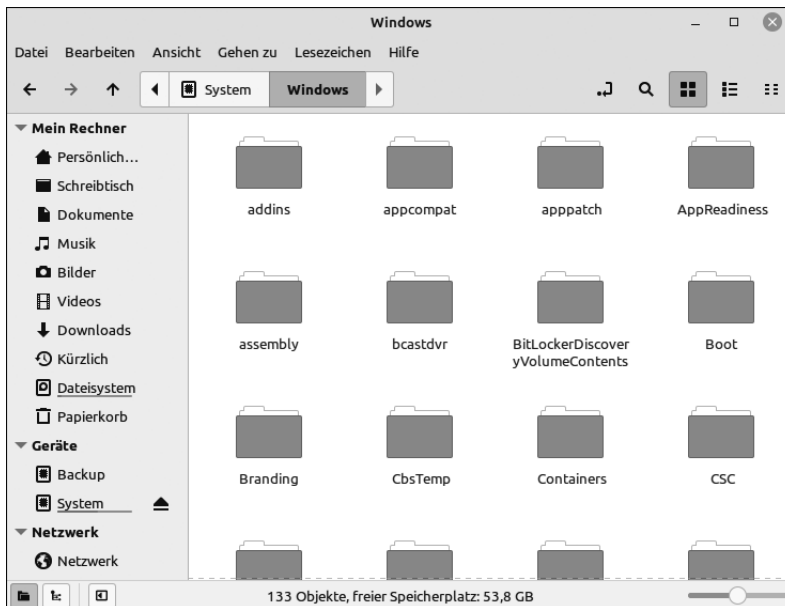 Windows
Datei Bearbeiten Ansicht Gehen zu Lesezeichen Hilfe
System Windows
Mein Rechner
Persönlich...
Schreibtisch
Dokumente
Musik
Bilder
Videos
Downloads
Kürzlich
Dateisystem
Papierkorb
Geräte
Backup
System
Netzwerk
Netzwerk
addins appcompat apppatch AppReadiness
assembly bcastdvr BitLockerDiscover Boot
yVolumeContents
Branding CbsTemp Containers CSC
133 Objekte, freier Speicherplatz: 53,8 GB